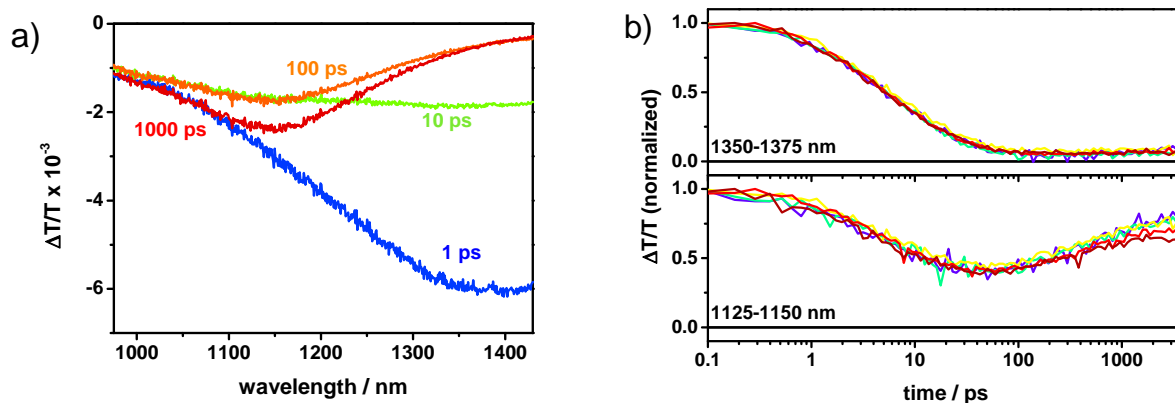 a)
ΔT/T x 10⁻³
0
-2
-4
-6
100 ps
10 ps
1000 ps
1 ps
1000 1100 1200 1300 1400
wavelength / nm
b)
ΔT/T (normalized)
1.0
0.5
0.0
1350-1375 nm
1.0
0.5
0.0
1125-1150 nm
0.1 1 10 100 1000
time / ps